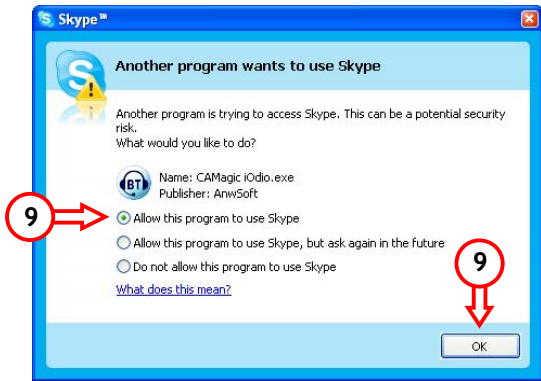 Skype™
Another program wants to use Skype
Another program is trying to access Skype. This can be a potential security
risk.
What would you like to do?
BT
Name: CAMagic iOdio.exe
Publisher: AnwSoft
9
Allow this program to use Skype
Allow this program to use Skype, but ask again in the future
Do not allow this program to use Skype
9
What does this mean?
OK